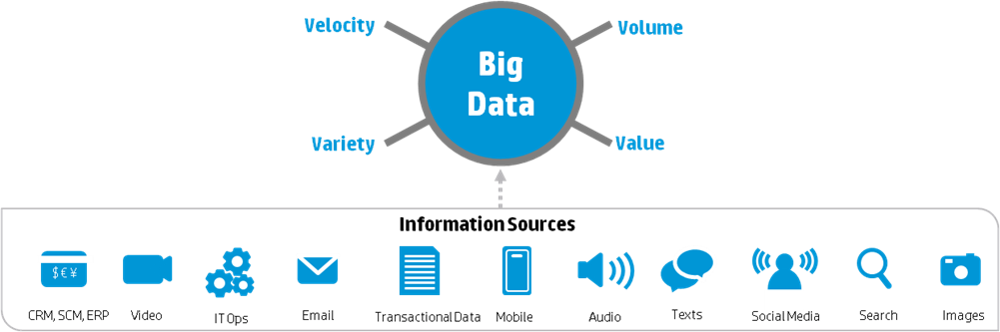 Velocity
Volume
Big
Data
Variety
Value
Information Sources
$€¥
CRM, SCM, ERP
Video
IT Ops
Email
Transactional Data
Mobile
Audio
Texts
Social Media
Search
Images